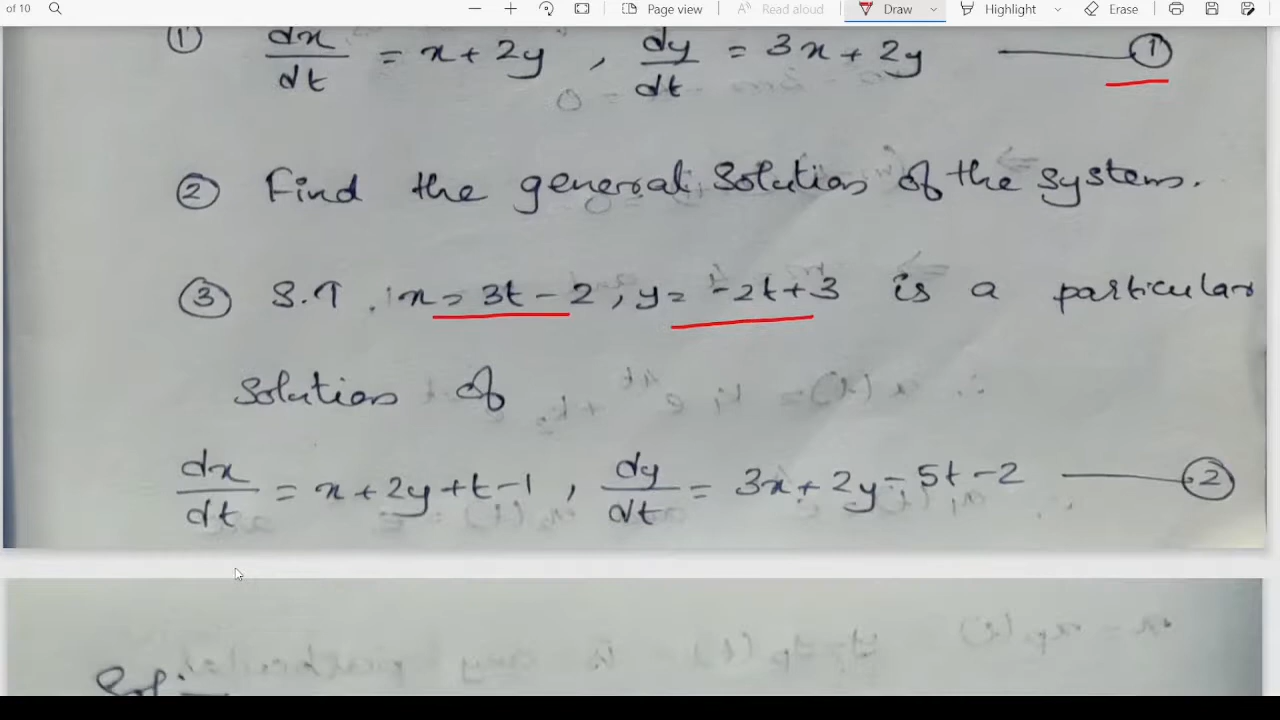 of 10 Page view Read aloud Draw Highlight Erase
① dx/dt = x + 2y , dy/dt = 3x + 2y ——— ①
② Find the general solution of the system.
③ S.T x = 3t - 2, y = -2t + 3 is a particular
solution of
dx/dt = x + 2y + t - 1 , dy/dt = 3x + 2y - 5t - 2 ——— ②